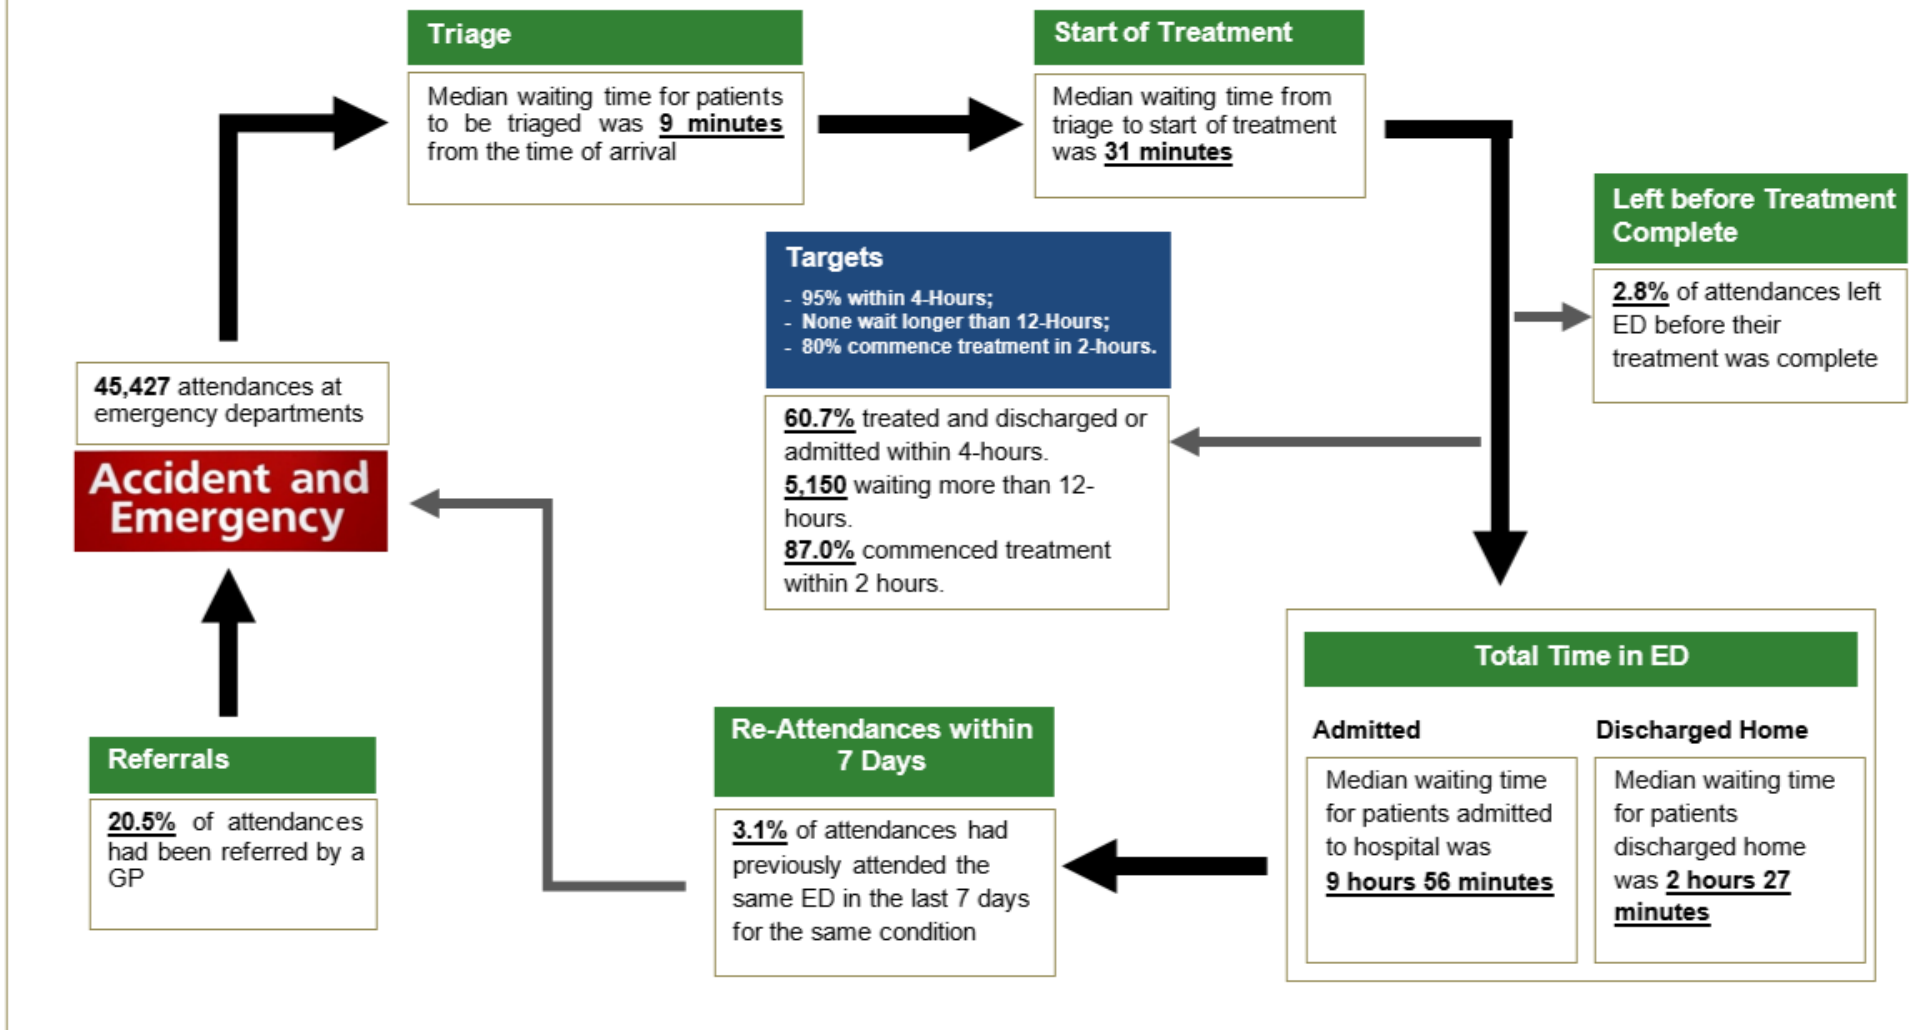 Triage
Median waiting time for patients
to be triaged was 9 minutes
from the time of arrival
Start of Treatment
Median waiting time from
triage to start of treatment
was 31 minutes
Left before Treatment
Complete
2.8% of attendances left
ED before their
treatment was complete
Targets
- 95% within 4-Hours;
- None wait longer than 12-Hours;
- 80% commence treatment in 2-hours.
60.7% treated and discharged or
admitted within 4-hours.
5,150 waiting more than 12-
hours.
87.0% commenced treatment
within 2 hours.
45,427 attendances at
emergency departments
Accident and
Emergency
Referrals
20.5% of attendances
had been referred by a
GP
Re-Attendances within
7 Days
3.1% of attendances had
previously attended the
same ED in the last 7 days
for the same condition
Total Time in ED
Admitted
Median waiting time
for patients admitted
to hospital was
9 hours 56 minutes
Discharged Home
Median waiting time
for patients
discharged home
was 2 hours 27
minutes